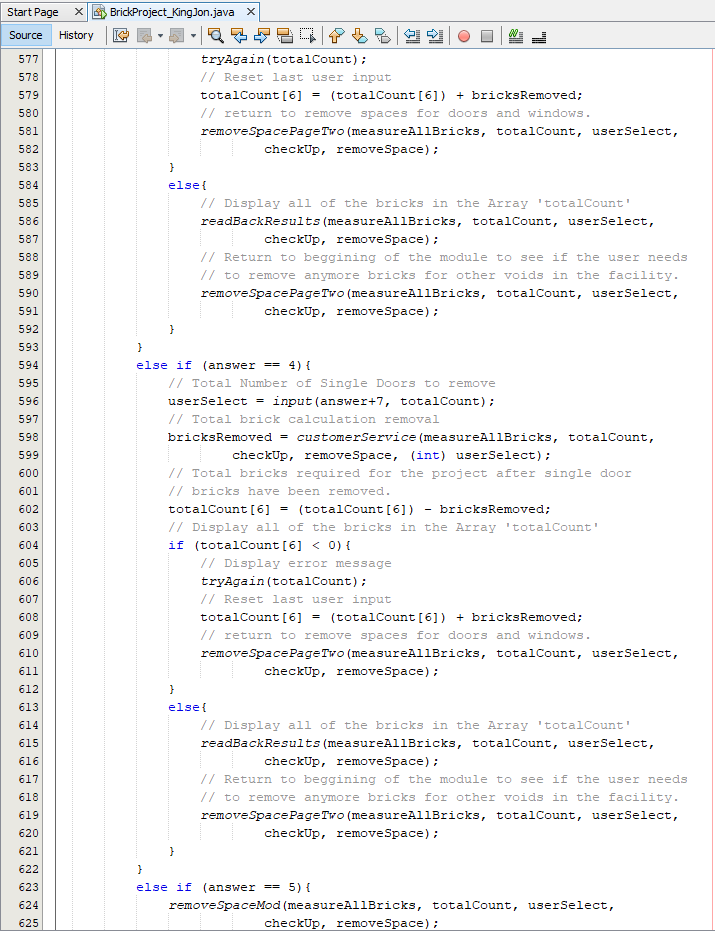 Start Page
BrickProject_KingJon.java
Source History
577 tryAgain(totalCount);
578 // Reset last user input
579 totalCount[6] = (totalCount[6]) + bricksRemoved;
580 // return to remove spaces for doors and windows.
581 removeSpacePageTwo(measureAllBricks, totalCount, userSelect,
582 checkUp, removeSpace);
583 }
584 else{
585 // Display all of the bricks in the Array 'totalCount'
586 readBackResults(measureAllBricks, totalCount, userSelect,
587 checkUp, removeSpace);
588 // Return to beggining of the module to see if the user needs
589 // to remove anymore bricks for other voids in the facility.
590 removeSpacePageTwo(measureAllBricks, totalCount, userSelect,
591 checkUp, removeSpace);
592 }
593 }
594 else if (answer == 4){
595 // Total Number of Single Doors to remove
596 userSelect = input(answer+7, totalCount);
597 // Total brick calculation removal
598 bricksRemoved = customerService(measureAllBricks, totalCount,
599 checkUp, removeSpace, (int) userSelect);
600 // Total bricks required for the project after single door
601 // bricks have been removed.
602 totalCount[6] = (totalCount[6]) - bricksRemoved;
603 // Display all of the bricks in the Array 'totalCount'
604 if (totalCount[6] < 0){
605 // Display error message
606 tryAgain(totalCount);
607 // Reset last user input
608 totalCount[6] = (totalCount[6]) + bricksRemoved;
609 // return to remove spaces for doors and windows.
610 removeSpacePageTwo(measureAllBricks, totalCount, userSelect,
611 checkUp, removeSpace);
612 }
613 else{
614 // Display all of the bricks in the Array 'totalCount'
615 readBackResults(measureAllBricks, totalCount, userSelect,
616 checkUp, removeSpace);
617 // Return to beggining of the module to see if the user needs
618 // to remove anymore bricks for other voids in the facility.
619 removeSpacePageTwo(measureAllBricks, totalCount, userSelect,
620 checkUp, removeSpace);
621 }
622 }
623 else if (answer == 5){
624 removeSpaceMod(measureAllBricks, totalCount, userSelect,
625 checkUp, removeSpace);